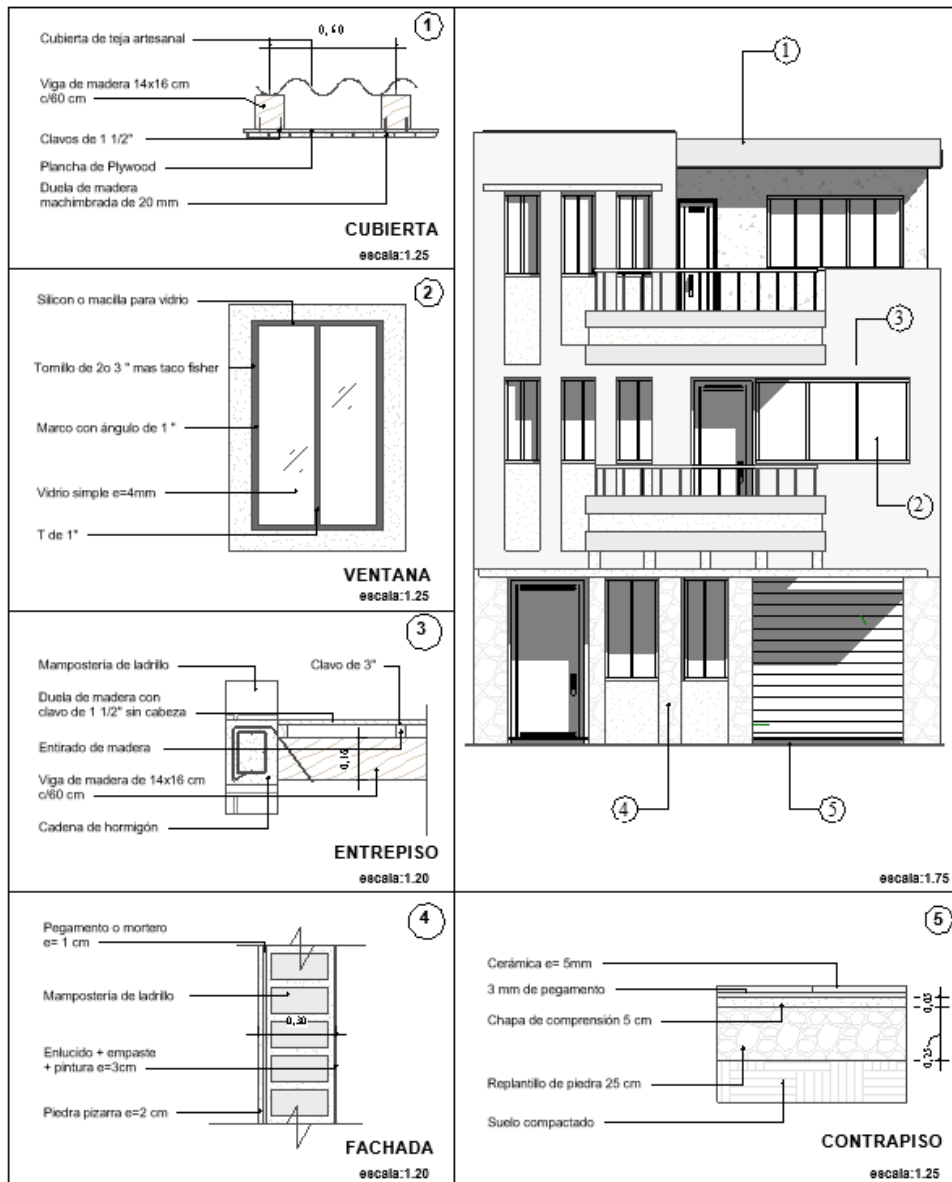 1
0,60
Cubierta de teja artesanal
Viga de madera 14x16 cm
c/60 cm
Clavos de 1 1/2"
Plancha de Plywood
Duela de madera
machimbrada de 20 mm
CUBIERTA
escala:1.25
2
Silicon o macilla para vidrio
Tornillo de 2o 3 " mas taco fisher
Marco con ángulo de 1 "
Vidrio simple e=4mm
T de 1"
VENTANA
escala:1.25
3
Mampostería de ladrillo
Clavo de 3"
Duela de madera con
clavo de 1 1/2" sin cabeza
Entirado de madera
0,16
Viga de madera de 14x16 cm
c/60 cm
Cadena de hormigón
ENTREPISO
escala:1.20
4
Pegamento o mortero
e= 1 cm
Mampostería de ladrillo
0,30
Enlucido + empaste
+ pintura e=3cm
Piedra pizarra e=2 cm
FACHADA
escala:1.20
1
3
2
4
5
escala:1.75
5
Cerámica e= 5mm
3 mm de pegamento
0,05
Chapa de comprensión 5 cm
0,25
Replantillo de piedra 25 cm
Suelo compactado
CONTRAPISO
escala:1.25